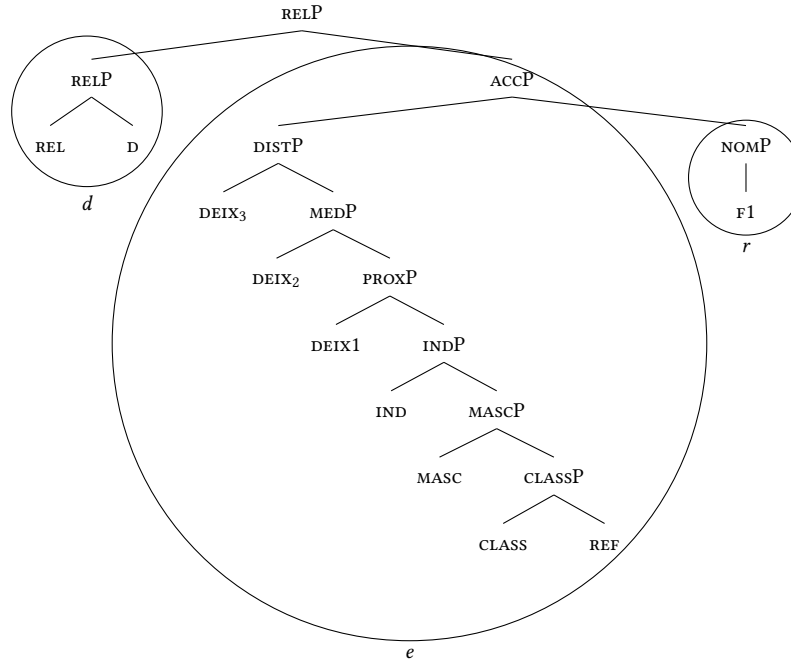 RELP
RELP ACCP
REL D DISTP NOMP
d DEIX₃ MEDP F1
r
DEIX₂ PROXP
DEIX1 INDP
IND MASCP
MASC CLASSP
CLASS REF
e